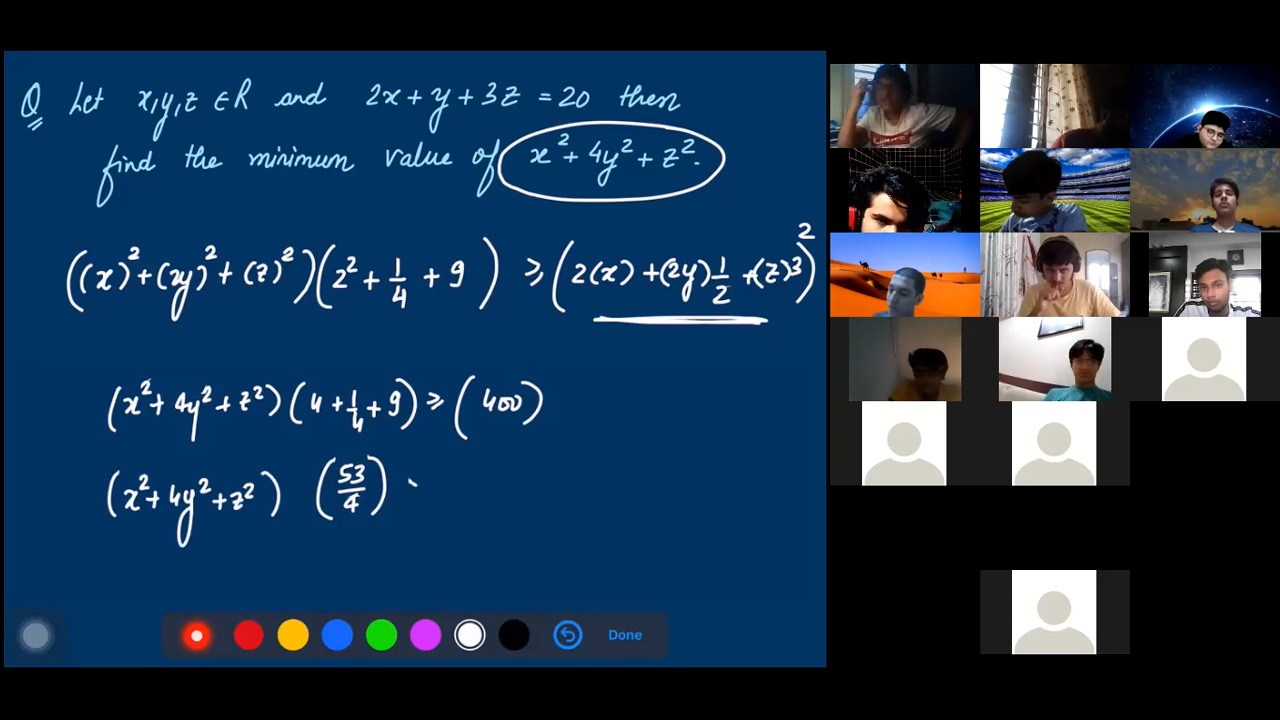 Q Let x,y,z ∈ R and 2x + y + 3z = 20 then
find the minimum value of x² + 4y² + z².
((x)² + (2y)² + (z)²)(2² + 1/4 + 9) ≥ (2(x) + (2y)1/2 + (z)3)²
(x² + 4y² + z²)(4 + 1/4 + 9) ≥ (400)
(x² + 4y² + z²) (53/4)
Done